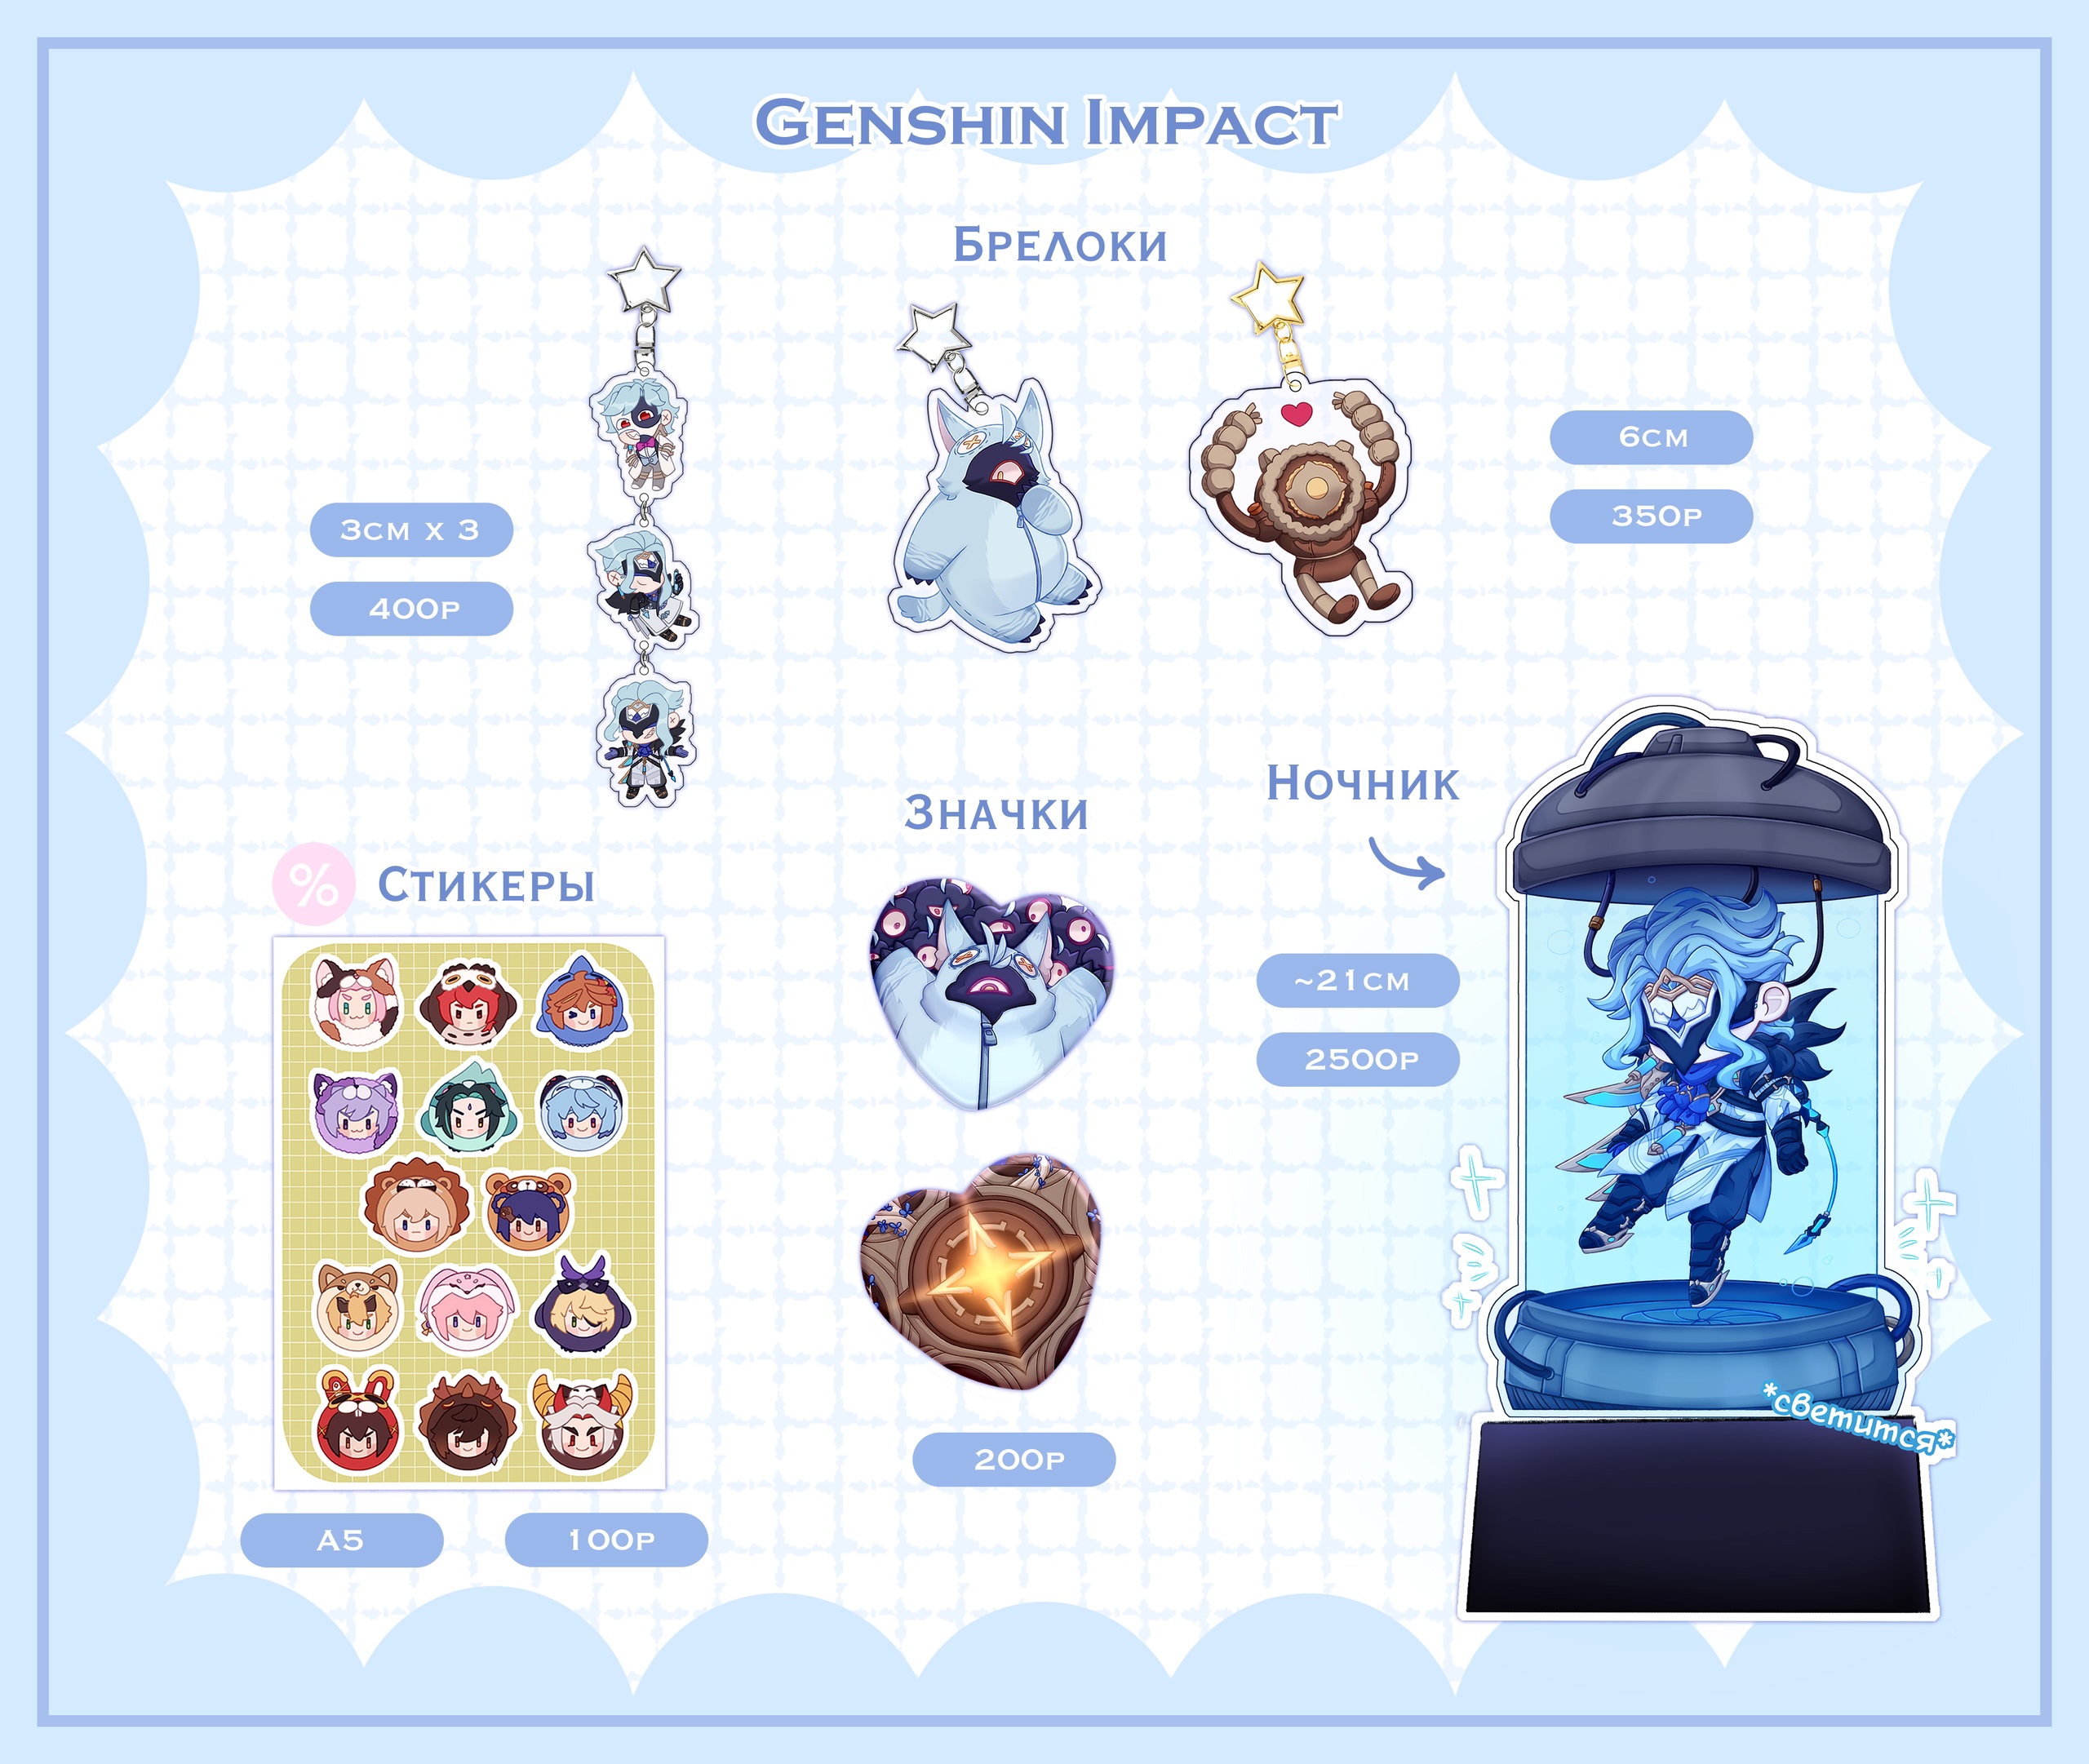 Genshin Impact
Брелоки
3см x 3
400р
6см
350р
Значки
Ночник
% Стикеры
~21см
2500р
*светится*
200р
A5
100р